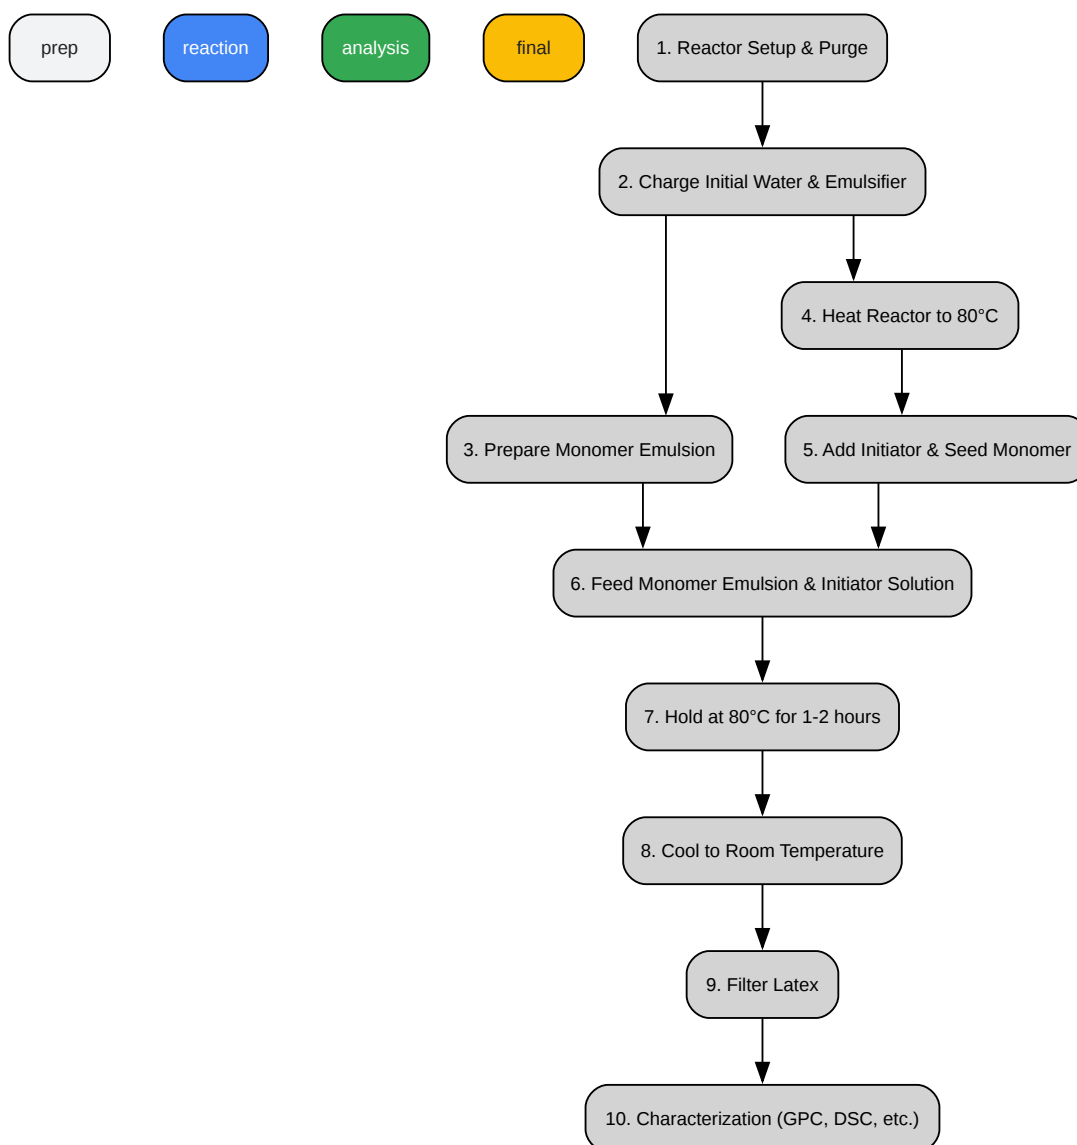 prep
reaction
analysis
final
1. Reactor Setup & Purge
2. Charge Initial Water & Emulsifier
4. Heat Reactor to 80°C
3. Prepare Monomer Emulsion
5. Add Initiator & Seed Monomer
6. Feed Monomer Emulsion & Initiator Solution
7. Hold at 80°C for 1-2 hours
8. Cool to Room Temperature
9. Filter Latex
10. Characterization (GPC, DSC, etc.)